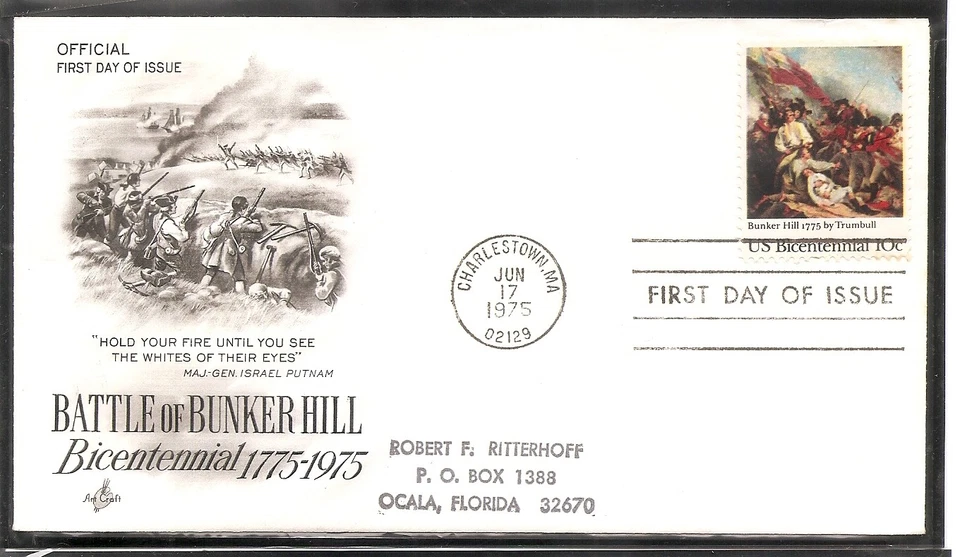 OFFICIAL
FIRST DAY OF ISSUE
Bunker Hill 1775 by Trumbull
US Bicentennial 10c
CHARLESTOWN, MA
JUN
17
1975
02129
FIRST DAY OF ISSUE
"HOLD YOUR FIRE UNTIL YOU SEE
THE WHITES OF THEIR EYES"
MAJ.-GEN. ISRAEL PUTNAM
BATTLE OF BUNKER HILL
Bicentennial 1775-1975
Art Craft
ROBERT F. RITTERHOFF
P. O. BOX 1388
OCALA, FLORIDA 32670